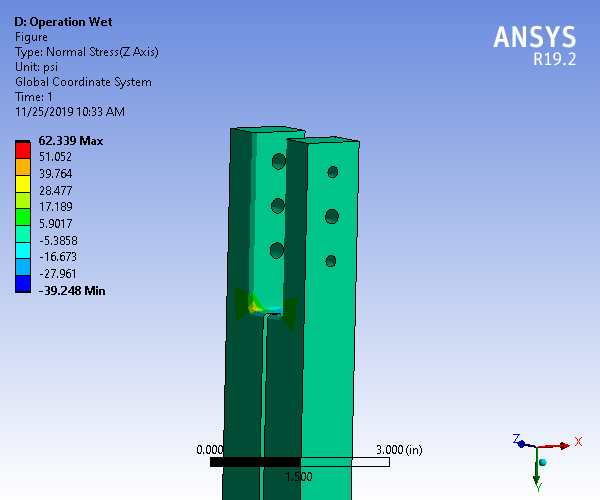 D: Operation Wet
Figure
Type: Normal Stress(Z Axis)
Unit: psi
Global Coordinate System
Time: 1
11/25/2019 10:33 AM
ANSYS
R19.2
62.339 Max
51.052
39.764
28.477
17.189
5.9017
-5.3858
-16.673
-27.961
-39.248 Min
0.000
3.000 (in)
1.500
Z
X
Y